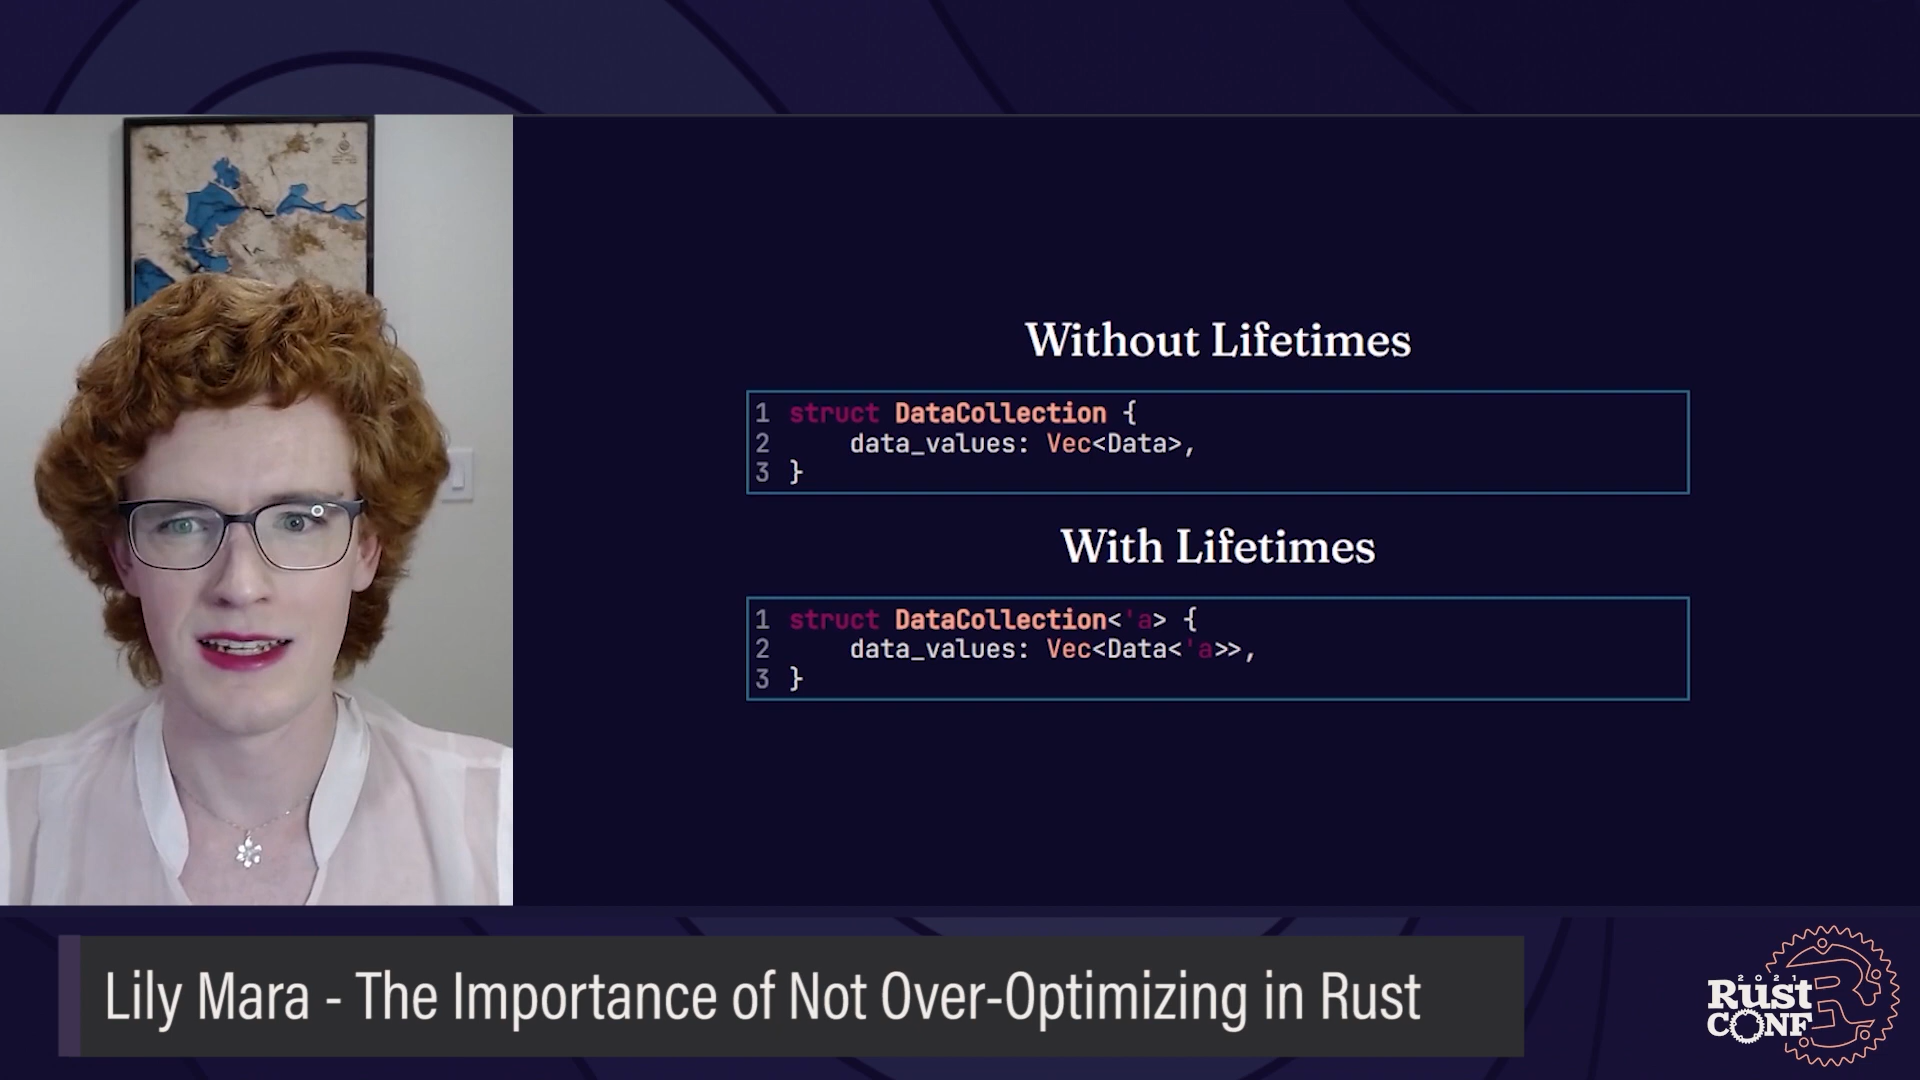 Without Lifetimes
1 struct DataCollection {
2     data_values: Vec<Data>,
3 }
With Lifetimes
1 struct DataCollection<'a> {
2     data_values: Vec<Data<'a>>,
3 }
Lily Mara - The Importance of Not Over-Optimizing in Rust
2021
Rust
CONF
R